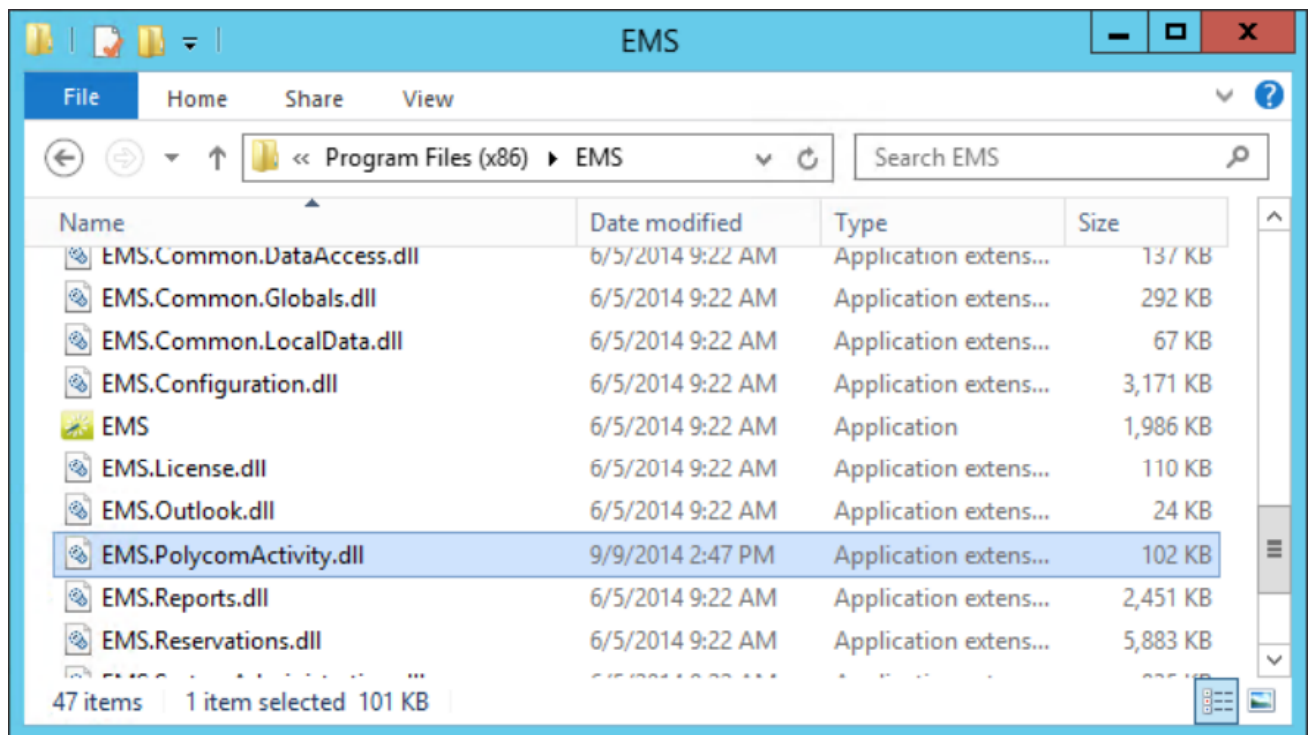 EMS
File Home Share View
« Program Files (x86) EMS Search EMS
Name Date modified Type Size
EMS.Common.DataAccess.dll 6/5/2014 9:22 AM Application extens... 137 KB
EMS.Common.Globals.dll 6/5/2014 9:22 AM Application extens... 292 KB
EMS.Common.LocalData.dll 6/5/2014 9:22 AM Application extens... 67 KB
EMS.Configuration.dll 6/5/2014 9:22 AM Application extens... 3,171 KB
EMS 6/5/2014 9:22 AM Application 1,986 KB
EMS.License.dll 6/5/2014 9:22 AM Application extens... 110 KB
EMS.Outlook.dll 6/5/2014 9:22 AM Application extens... 24 KB
EMS.PolycomActivity.dll 9/9/2014 2:47 PM Application extens... 102 KB
EMS.Reports.dll 6/5/2014 9:22 AM Application extens... 2,451 KB
EMS.Reservations.dll 6/5/2014 9:22 AM Application extens... 5,883 KB
47 items 1 item selected 101 KB